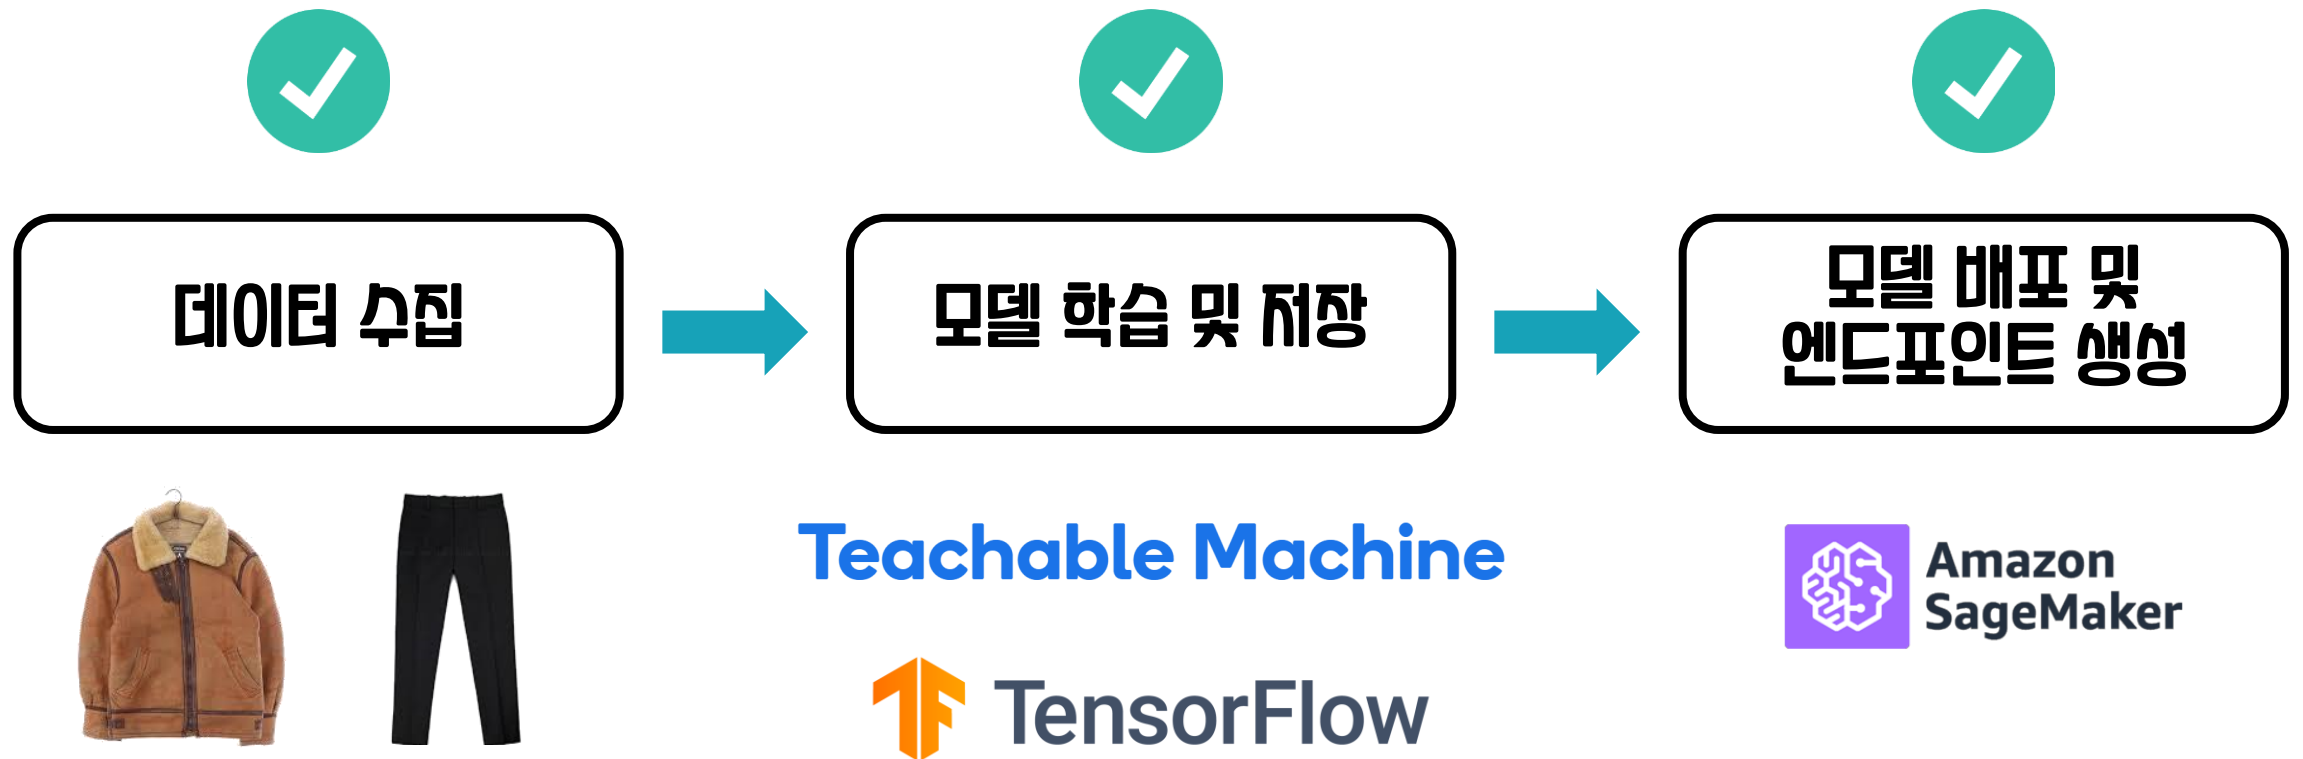 데이터 수집
모델 학습 및 저장
모델 배포 및
엔드포인트 생성
Teachable Machine
TensorFlow
Amazon
SageMaker